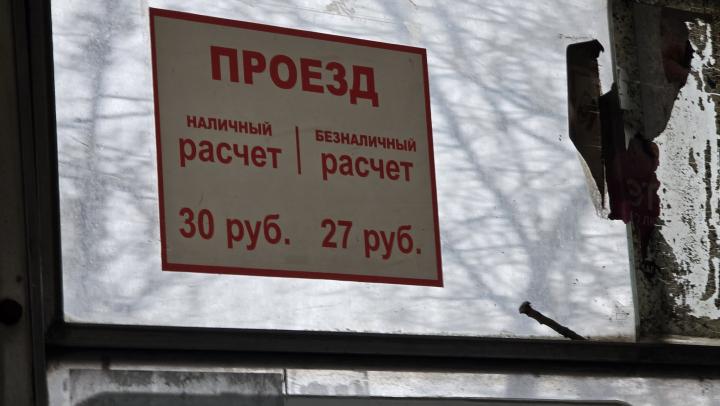 ПРОЕЗД
НАЛИЧНЫЙ
расчет
БЕЗНАЛИЧНЫЙ
расчет
30 руб.
27 руб.